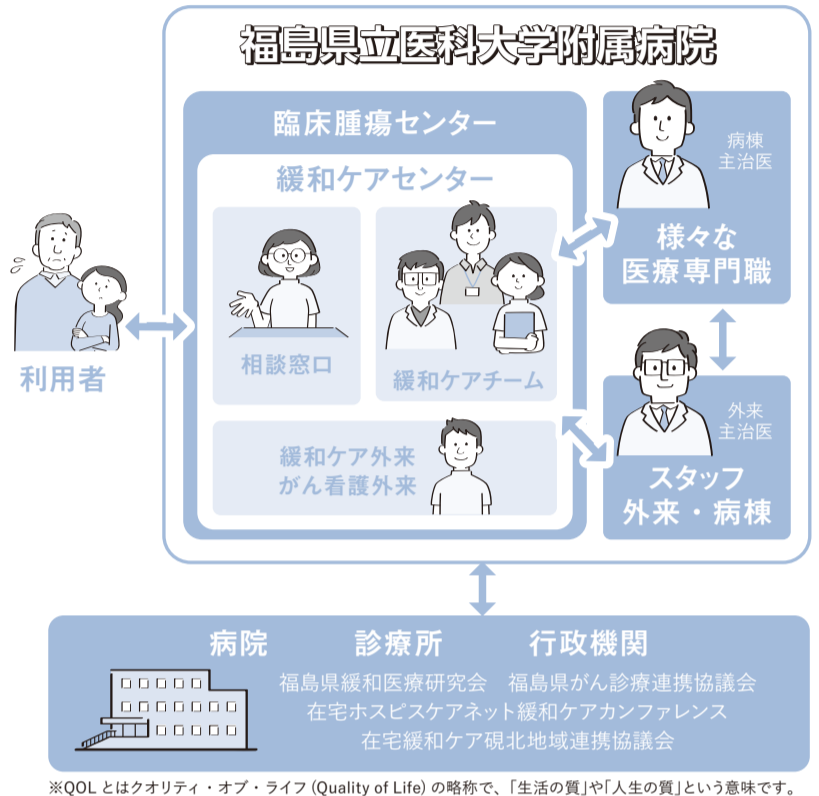 福島県立医科大学附属病院
臨床腫瘍センター
緩和ケアセンター
相談窓口
緩和ケアチーム
緩和ケア外来
がん看護外来
病棟
主治医
様々な
医療専門職
外来
主治医
スタッフ
外来・病棟
利用者
病院 診療所 行政機関
福島県緩和医療研究会 福島県がん診療連携協議会
在宅ホスピスケアネット緩和ケアカンファレンス
在宅緩和ケア硯北地域連携協議会
※QOLとはクオリティ・オブ・ライフ(Quality of Life)の略称で、「生活の質」や「人生の質」という意味です。